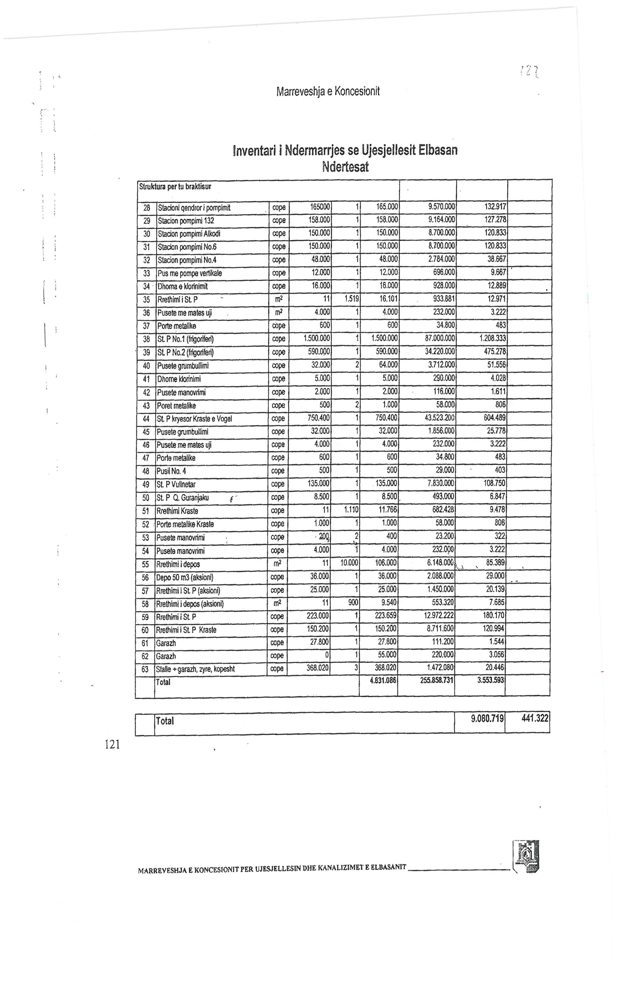 122
Marreveshja e Koncesionit
Inventari i Ndermarrjes se Ujesjellesit Elbasan
Ndertesat
Struktura per tu braktisur
28 Stacioni qendror i pompimit cope 165000 1 165.000 9.570.000 132.917
29 Stacion pompimi 132 cope 158.000 1 158.000 9.164.000 127.278
30 Stacion pompimi Alkodi cope 150.000 1 150.000 8.700.000 120.833
31 Stacion pompimi No.6 cope 150.000 1 150.000 8.700.000 120.833
32 Stacion pompimi No.4 cope 48.000 1 48.000 2.784.000 38.667
33 Pus me pompe vertikale cope 12.000 1 12.000 696.000 9.667
34 Dhoma e klorinimit cope 16.000 1 16.000 928.000 12.889
35 Rrethimi i St. P m² 11 1.519 16.101 933.881 12.971
36 Pusete me mates uji m² 4.000 1 4.000 232.000 3.222
37 Porte metalike cope 600 1 600 34.800 483
38 St. P No.1 (frigoriferi) cope 1.500.000 1 1.500.000 87.000.000 1.208.333
39 St. P No.2 (frigoriferi) cope 590.000 1 590.000 34.220.000 475.278
40 Pusete grumbullimi cope 32.000 2 64.000 3.712.000 51.556
41 Dhome klorinimi cope 5.000 1 5.000 290.000 4.028
42 Pusete manovrimi cope 2.000 1 2.000 116.000 1.611
43 Poret metalike cope 500 2 1.000 58.000 806
44 St. P kryesor Kraste e Vogel cope 750.400 1 750.400 43.523.200 604.489
45 Pusete grumbullimi cope 32.000 1 32.000 1.856.000 25.778
46 Pusete me mates uji cope 4.000 1 4.000 232.000 3.222
47 Porte metalike cope 600 1 600 34.800 483
48 Pusil No. 4 cope 500 1 500 29.000 403
49 St. P Vullnetar cope 135.000 1 135.000 7.830.000 108.750
50 St. P Q. Guranjaku cope 8.500 1 8.500 493.000 6.847
51 Rrethimi Kraste cope 11 1.110 11.766 682.428 9.478
52 Porte metalike Kraste cope 1.000 1 1.000 58.000 806
53 Pusete manovrimi cope 200 2 400 23.200 322
54 Pusete manovrimi cope 4.000 1 4.000 232.000 3.222
55 Rrethimi i depos m² 11 10.000 106.000 6.148.000 85.389
56 Depo 50 m3 (aksioni) cope 36.000 1 36.000 2.088.000 29.000
57 Rrethimi i St. P (aksioni) cope 25.000 1 25.000 1.450.000 20.139
58 Rrethimi i depos (aksioni) m² 11 900 9.540 553.320 7.685
59 Rrethimi i St. P cope 223.000 1 223.659 12.972.222 180.170
60 Rrethimi i St. P Kraste cope 150.200 1 150.200 8.711.600 120.994
61 Garazh cope 27.800 1 27.800 111.200 1.544
62 Garazh cope 0 1 55.000 220.000 3.056
63 Stalle + garazh, zyre, kopesht cope 368.020 3 368.020 1.472.080 20.446
Total 4.831.086 255.858.731 3.553.593
Total 9.080.719 441.322
121
MARREVESHJA E KONCESIONIT PER UJESJELLESIN DHE KANALIZIMET E ELBASANIT